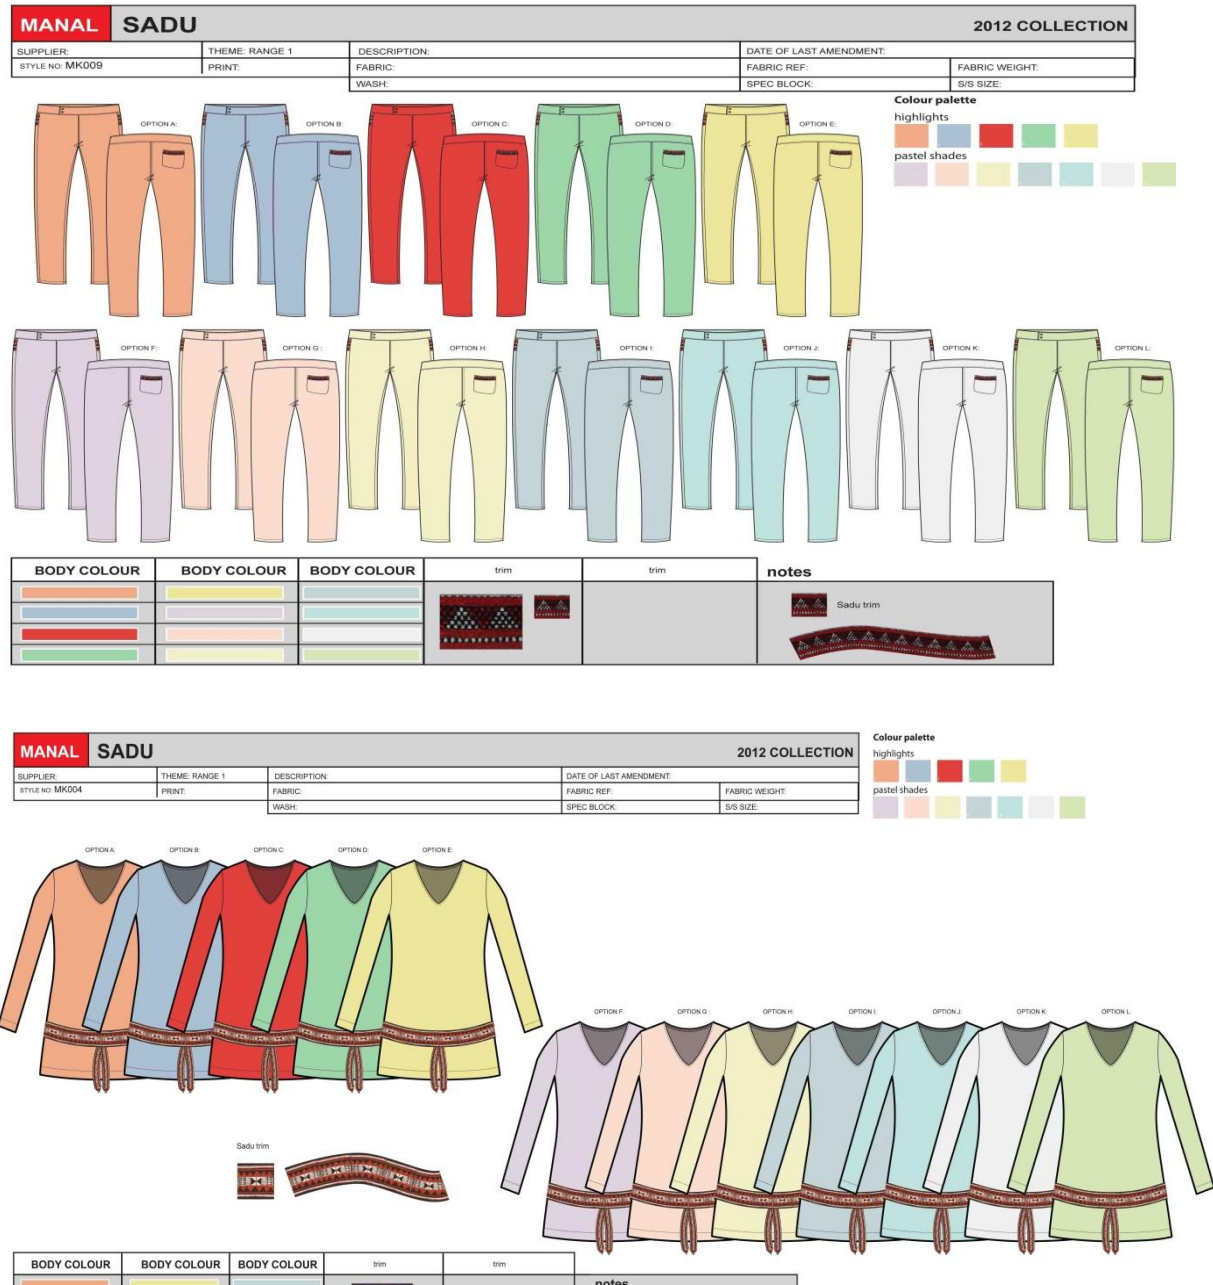 MANAL SADU 2012 COLLECTION
SUPPLIER: THEME: RANGE 1 DESCRIPTION: DATE OF LAST AMENDMENT:
STYLE NO: MK009 PRINT: FABRIC: FABRIC REF: FABRIC WEIGHT:
WASH: SPEC BLOCK: S/S SIZE:
Colour palette
highlights
pastel shades
OPTION A: OPTION B: OPTION C: OPTION D: OPTION E:
OPTION F: OPTION G : OPTION H: OPTION I: OPTION J: OPTION K: OPTION L:
BODY COLOUR BODY COLOUR BODY COLOUR trim trim notes
Sadu trim
MANAL SADU 2012 COLLECTION
SUPPLIER: THEME: RANGE 1 DESCRIPTION: DATE OF LAST AMENDMENT:
STYLE NO: MK004 PRINT: FABRIC: FABRIC REF: FABRIC WEIGHT:
WASH: SPEC BLOCK: S/S SIZE:
Colour palette
highlights
pastel shades
OPTION A: OPTION B: OPTION C: OPTION D: OPTION E:
OPTION F: OPTION G : OPTION H: OPTION I: OPTION J: OPTION K: OPTION L:
Sadu trim
BODY COLOUR BODY COLOUR BODY COLOUR trim trim
notes